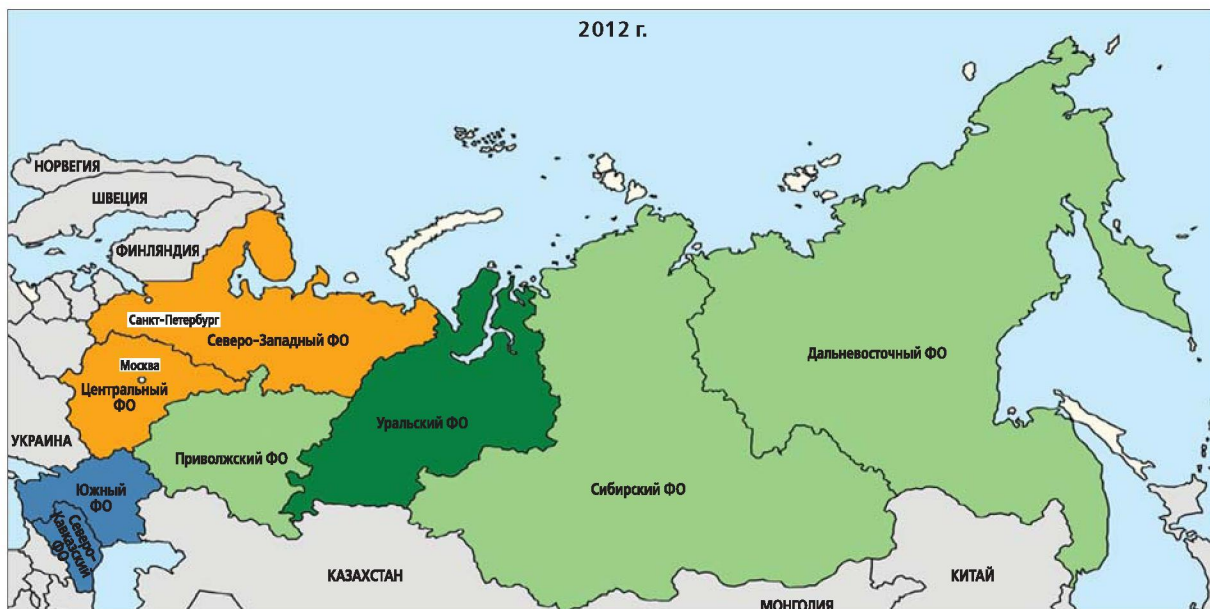 2012 г.
НОРВЕГИЯ
ШВЕЦИЯ
ФИНЛЯНДИЯ
Санкт-Петербург
Северо-Западный ФО
Москва
Центральный
ФО
Дальневосточный ФО
Уральский ФО
УКРАИНА
Приволжский ФО
Южный
ФО
Сибирский ФО
Северо-
Кавказский
ФО
КАЗАХСТАН
КИТАЙ
МОНГОЛИЯ